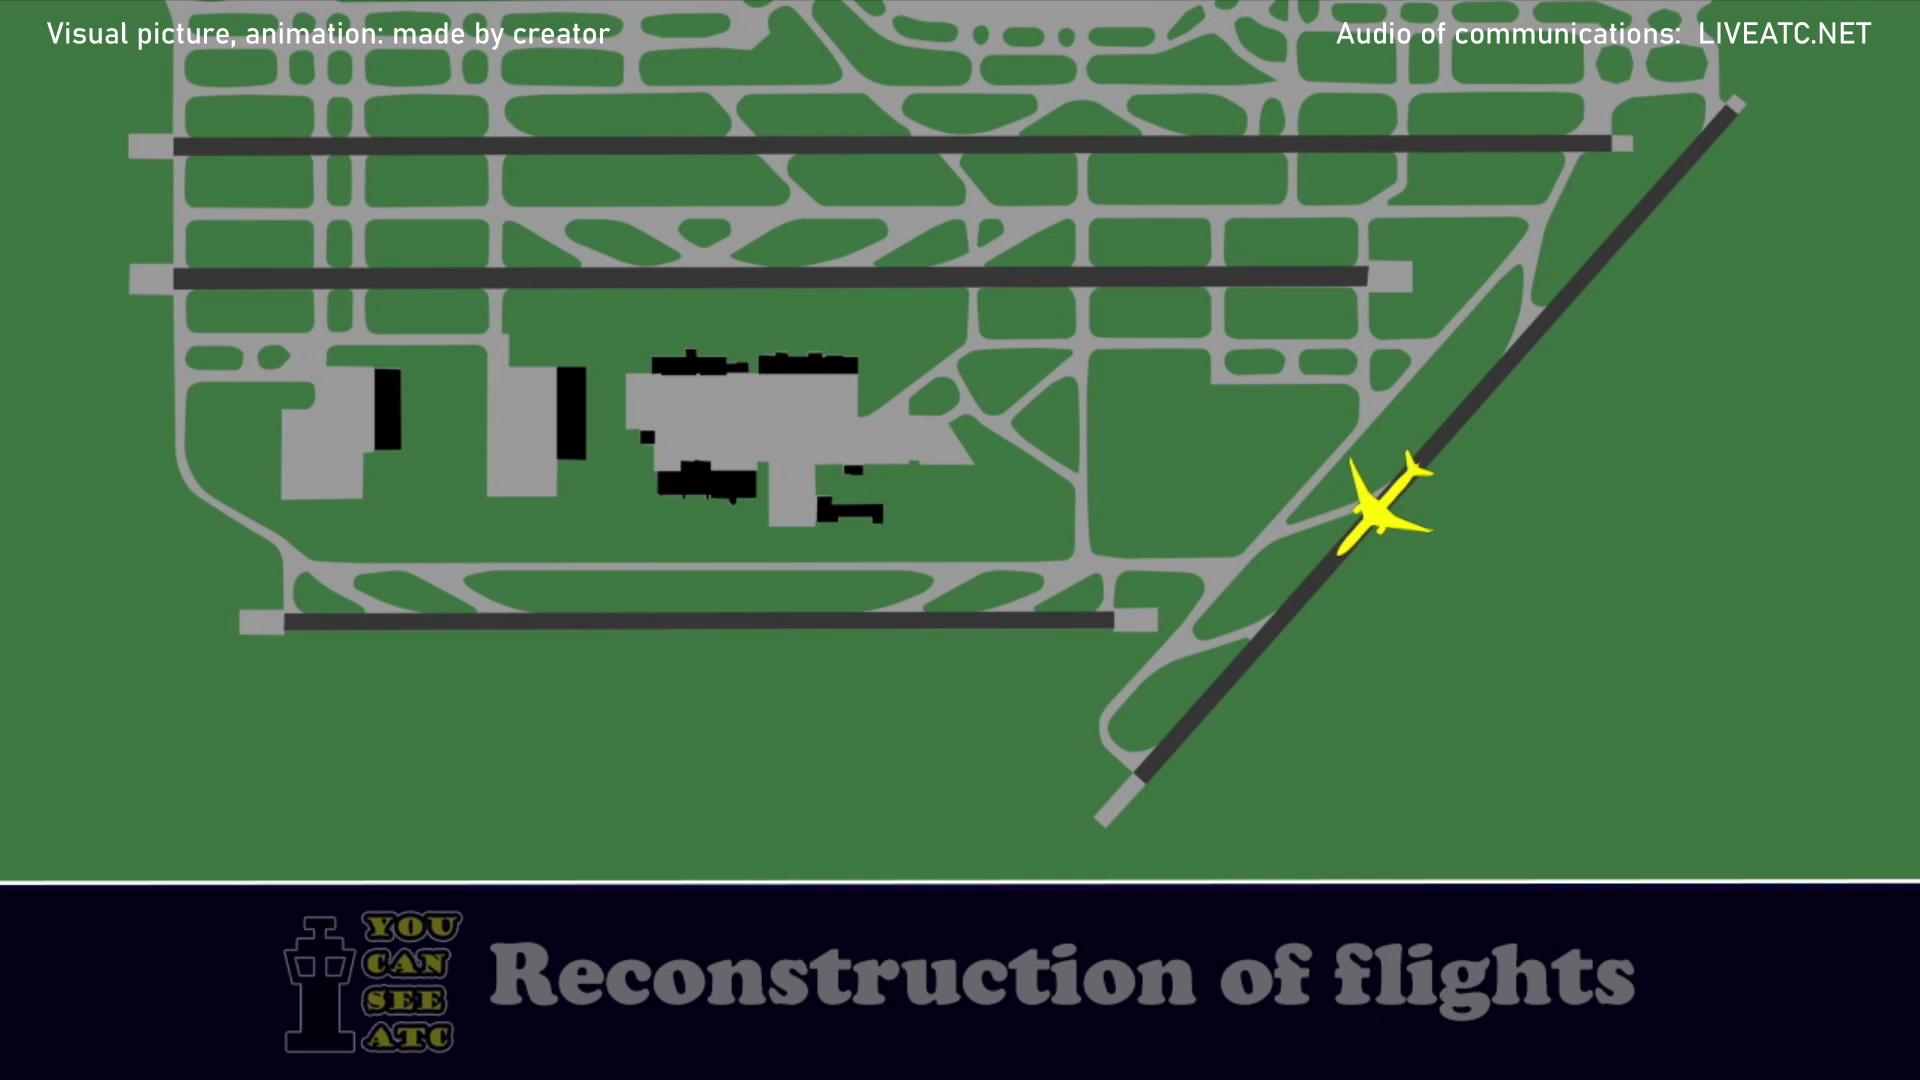 Visual picture, animation: made by creator
Audio of communications:  LIVEATC.NET
YOU
CAN
SEE
ATC
Reconstruction of flights